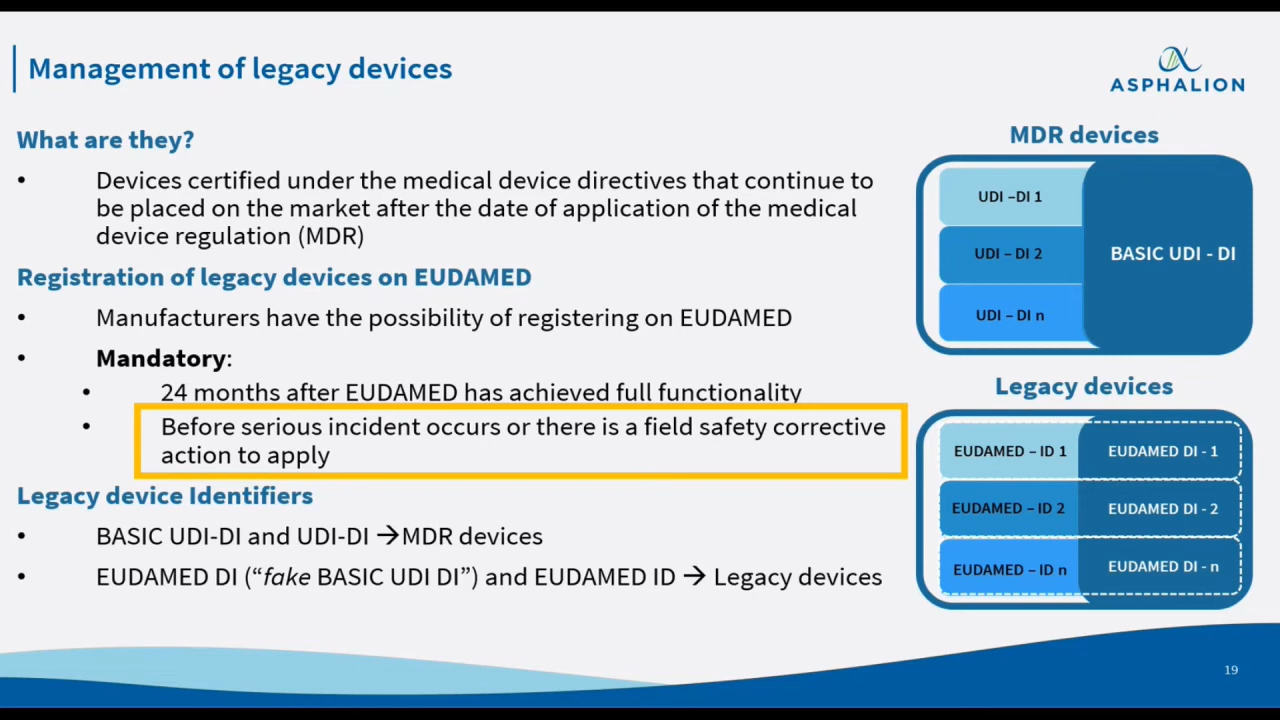 Management of legacy devices
ASPHALION
What are they?
• Devices certified under the medical device directives that continue to
be placed on the market after the date of application of the medical
device regulation (MDR)
Registration of legacy devices on EUDAMED
• Manufacturers have the possibility of registering on EUDAMED
• Mandatory:
• 24 months after EUDAMED has achieved full functionality
• Before serious incident occurs or there is a field safety corrective
action to apply
Legacy device Identifiers
• BASIC UDI-DI and UDI-DI →MDR devices
• EUDAMED DI (“fake BASIC UDI DI”) and EUDAMED ID → Legacy devices
MDR devices
UDI –DI 1
UDI – DI 2
UDI – DI n
BASIC UDI - DI
Legacy devices
EUDAMED – ID 1 EUDAMED DI - 1
EUDAMED – ID 2 EUDAMED DI - 2
EUDAMED – ID n EUDAMED DI - n
19